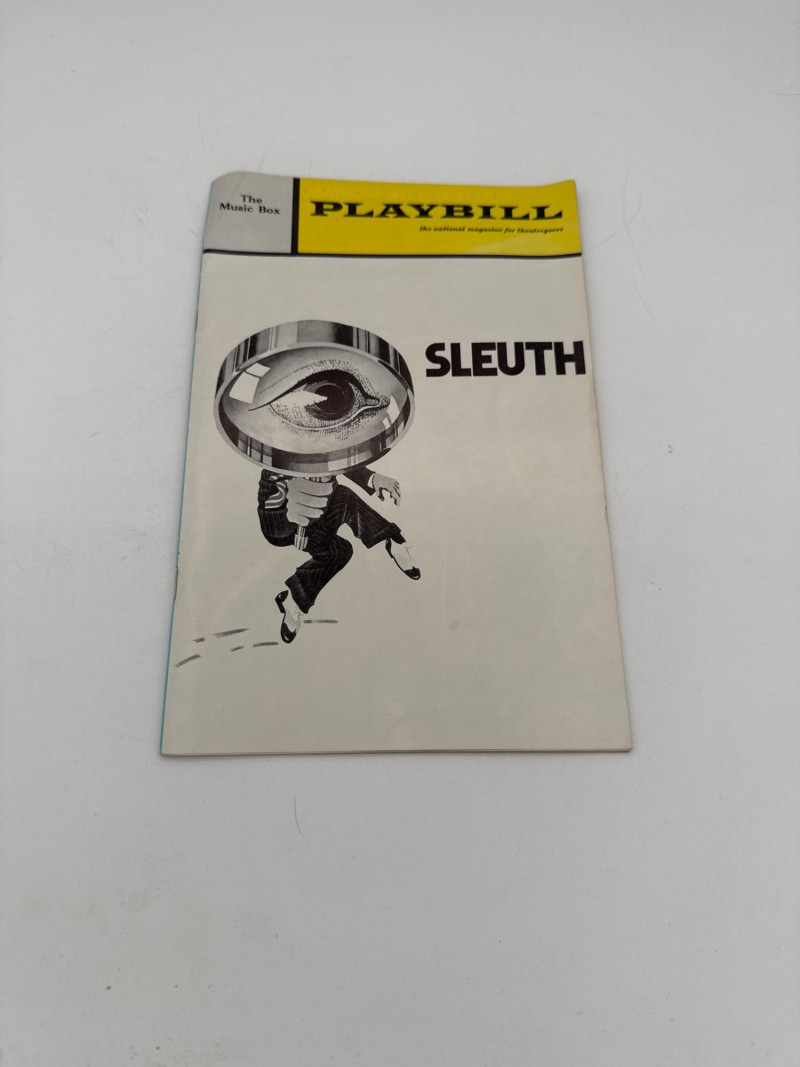 The
Music Box
PLAYBILL
the national magazine for theatregoers
SLEUTH